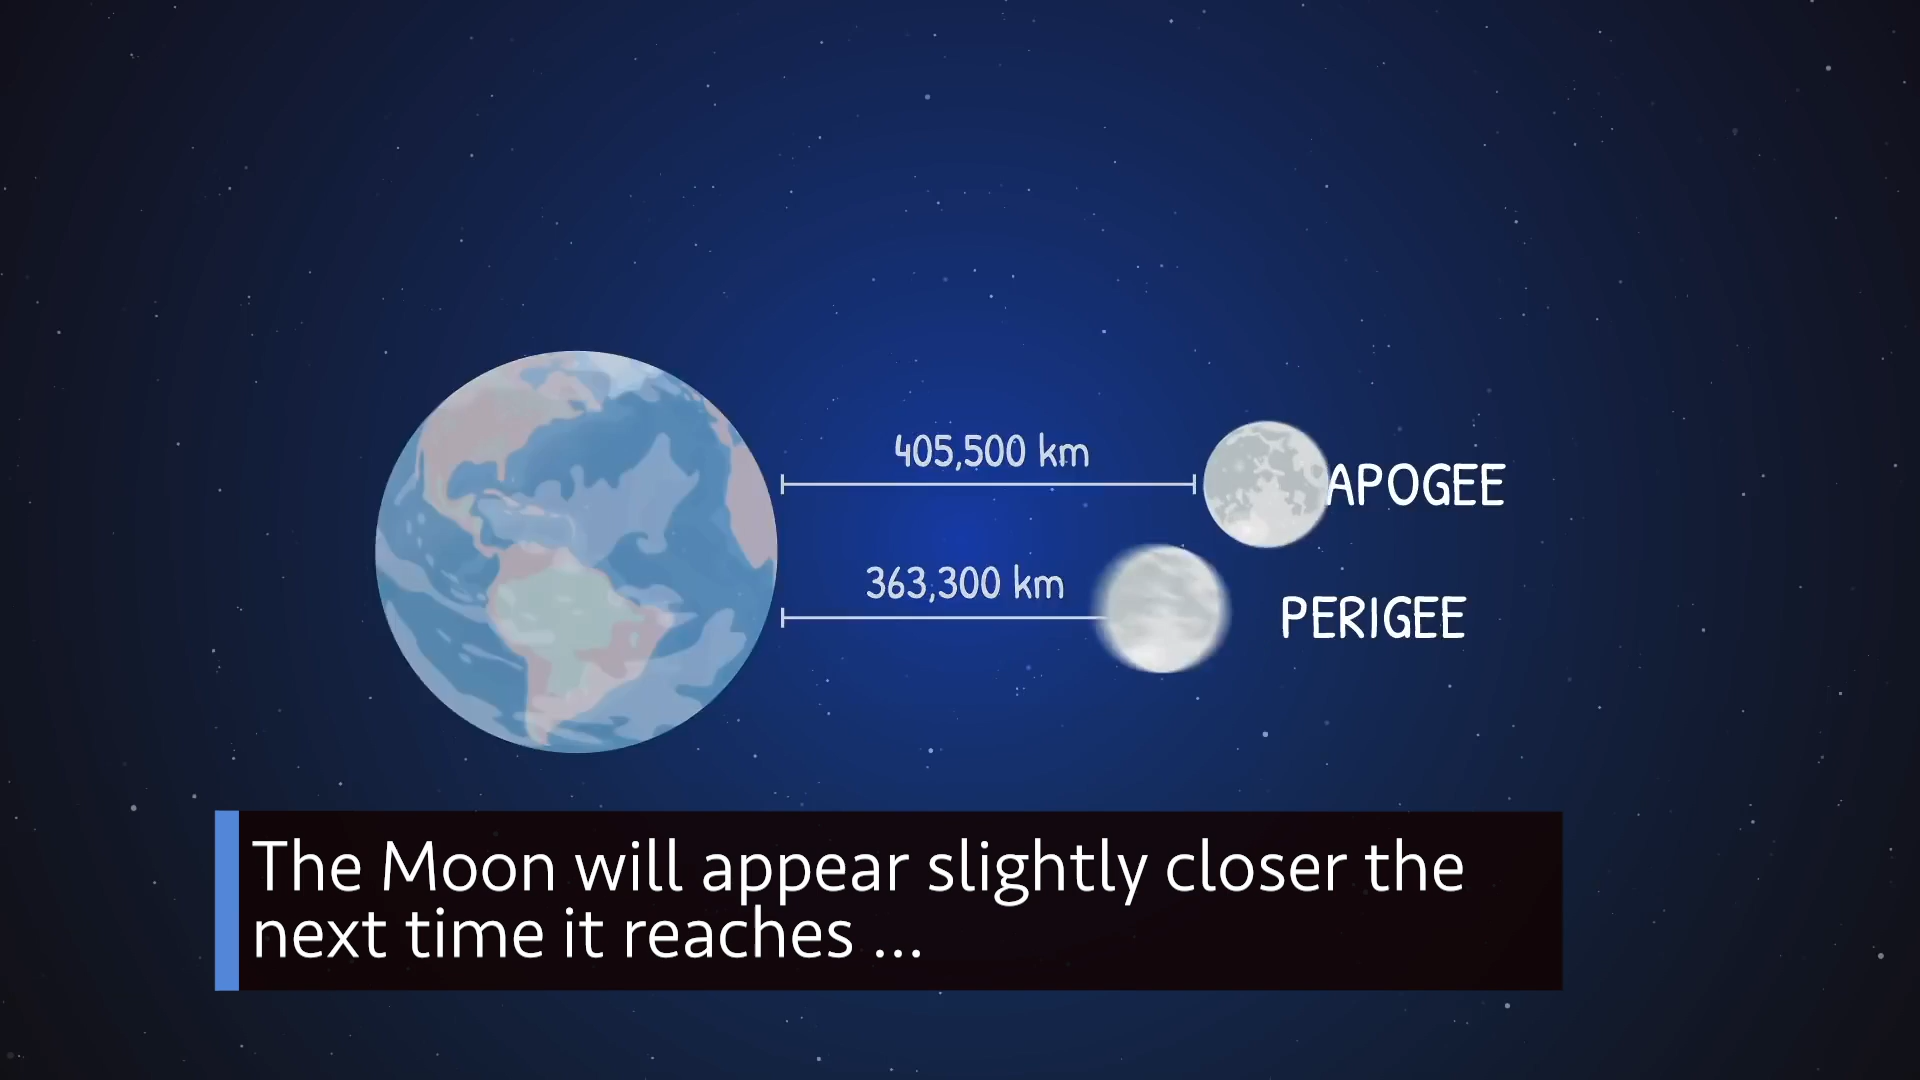 405,500 km
APOGEE
363,300 km
PERIGEE
The Moon will appear slightly closer the
next time it reaches ...